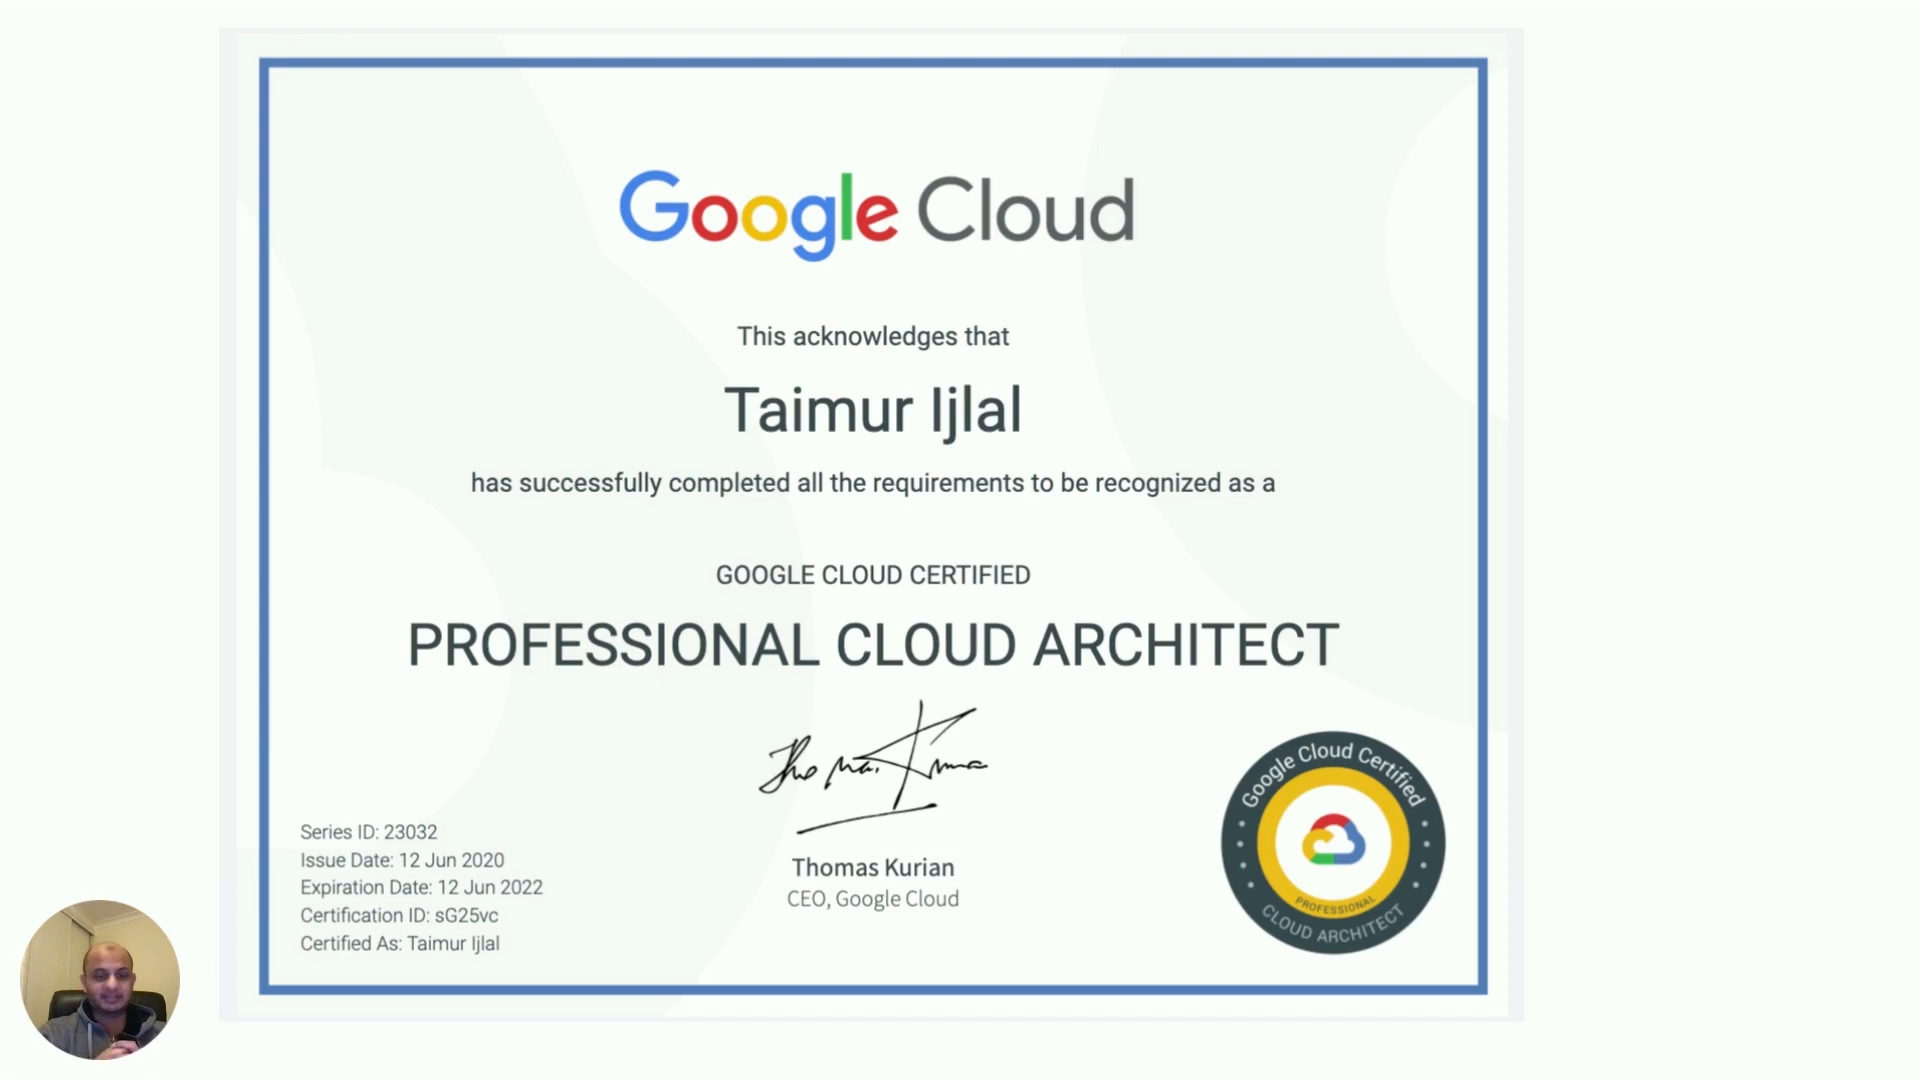 Google Cloud
This acknowledges that
Taimur Ijlal
has successfully completed all the requirements to be recognized as a
GOOGLE CLOUD CERTIFIED
PROFESSIONAL CLOUD ARCHITECT
Thomas Kurian
CEO, Google Cloud
Series ID: 23032
Issue Date: 12 Jun 2020
Expiration Date: 12 Jun 2022
Certification ID: sG25vc
Certified As: Taimur Ijlal
Google Cloud Certified
PROFESSIONAL
CLOUD ARCHITECT